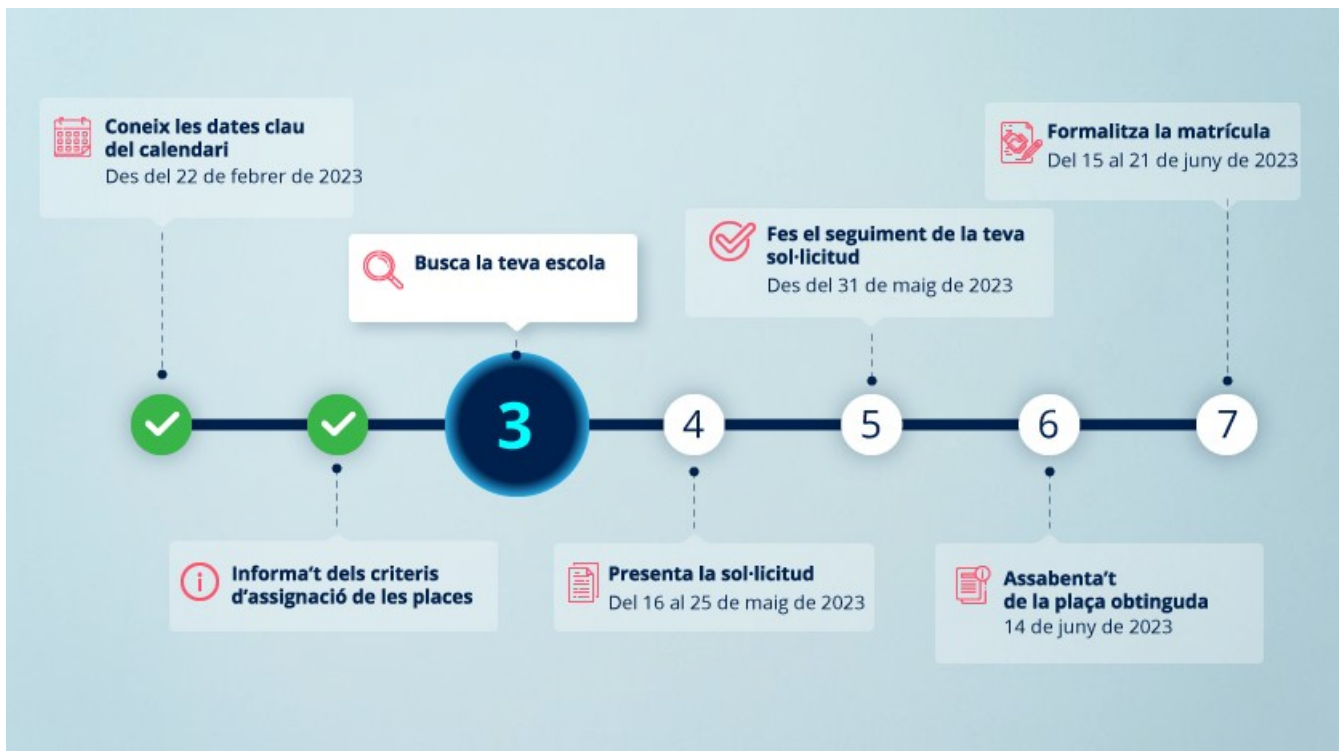 Coneix les dates clau
del calendari
Des del 22 de febrer de 2023
Formalitza la matrícula
Del 15 al 21 de juny de 2023
Busca la teva escola
Fes el seguiment de la teva
sol·licitud
Des del 31 de maig de 2023
3
4
5
6
7
Informa't dels criteris
d'assignació de les places
Presenta la sol·licitud
Del 16 al 25 de maig de 2023
Assabenta't
de la plaça obtinguda
14 de juny de 2023